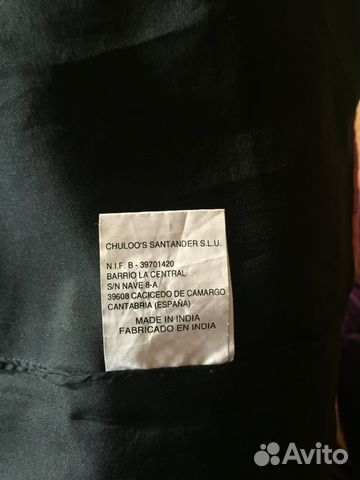 CHULOO'S SANTANDER S.L.U.
N.I.F. B - 39701420
BARRIO LA CENTRAL
S/N NAVE 8-A
39608 CACICEDO DE CAMARGO
CANTABRIA (ESPAÑA)
MADE IN INDIA
FABRICADO EN INDIA
Avito